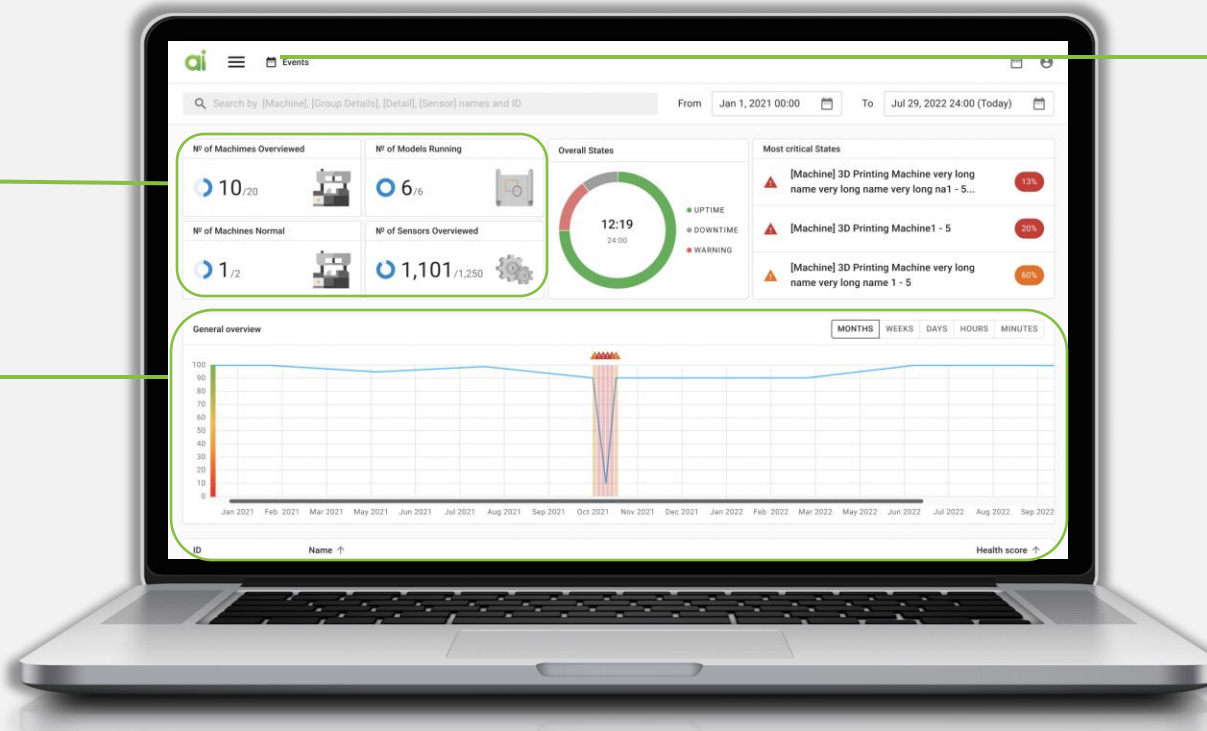 ai
Events
Search by [Machine], [Group Details], [Detail], [Sensor] names and ID
From
Jan 1, 2021 00:00
To
Jul 29, 2022 24:00 (Today)
№ of Machimes Overviewed
10/20
№ of Models Running
6/6
№ of Machines Normal
1/2
№ of Sensors Overviewed
1,101/1,250
Overall States
12:19
24:00
UPTIME
DOWNTIME
WARNING
Most critical States
[Machine] 3D Printing Machine very long
name very long name very long na1 - 5...
13%
[Machine] 3D Printing Machine1 - 5
20%
[Machine] 3D Printing Machine very long
name very long name 1 - 5
60%
General overview
MONTHS WEEKS DAYS HOURS MINUTES
100
90
80
70
60
50
40
30
20
10
0
Jan 2021 Feb 2021 Mar 2021 May 2021 Jun 2021 Jul 2021 Aug 2021 Sep 2021 Oct 2021 Nov 2021 Dec 2021 Jan 2022 Feb 2022 Mar 2022 May 2022 Jun 2022 Jul 2022 Aug 2022 Sep 2022
ID Name ↑ Health score ↑